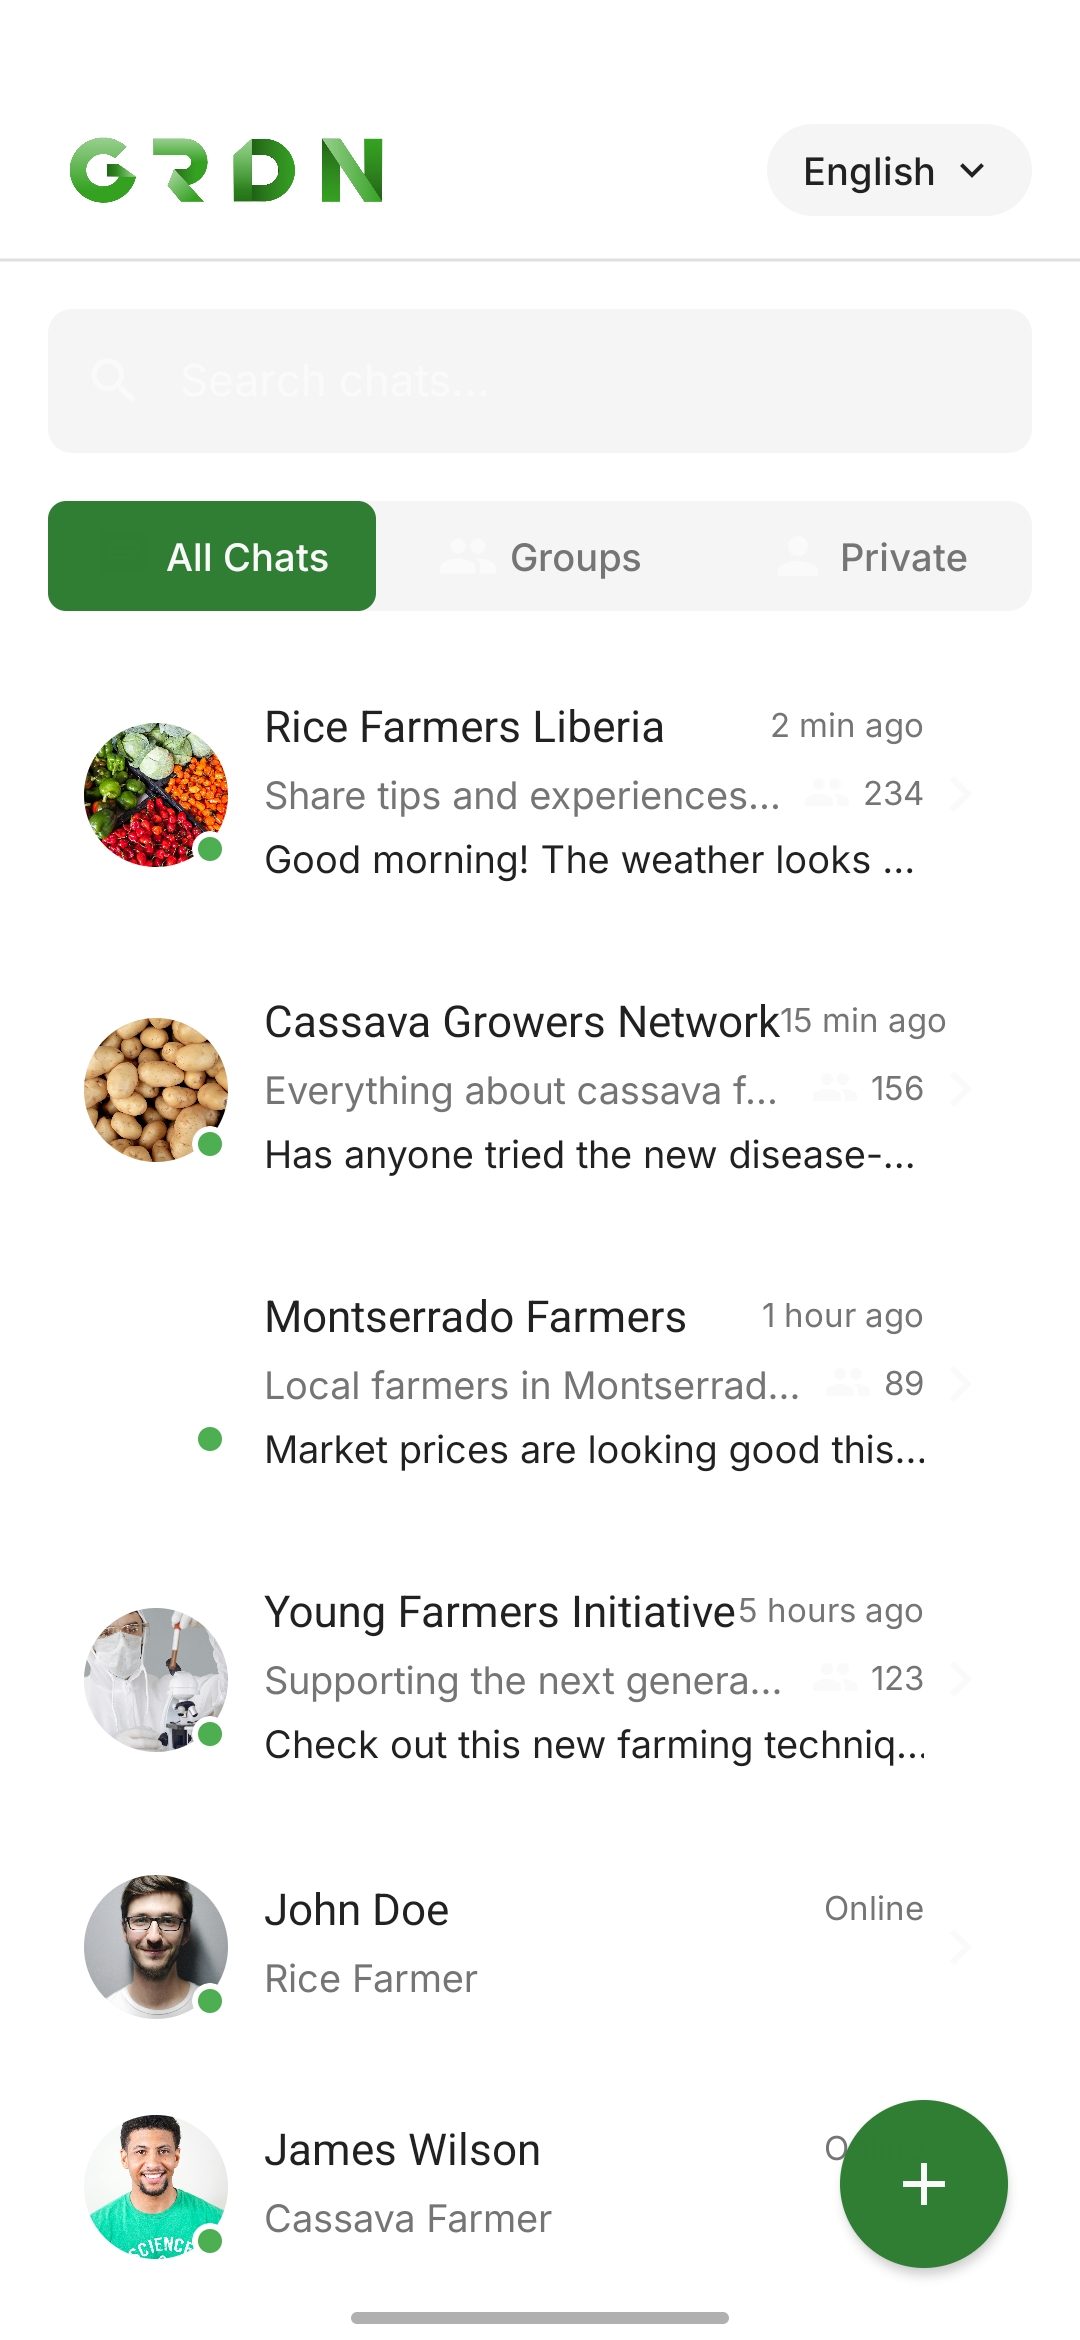 GRDN
English
Search chats...
All Chats
Groups
Private
Rice Farmers Liberia
2 min ago
Share tips and experiences...
234
Good morning! The weather looks ...
Cassava Growers Network
15 min ago
Everything about cassava f...
156
Has anyone tried the new disease-...
Montserrado Farmers
1 hour ago
Local farmers in Montserrad...
89
Market prices are looking good this...
Young Farmers Initiative
5 hours ago
Supporting the next genera...
123
Check out this new farming techniq...
John Doe
Online
Rice Farmer
James Wilson
Cassava Farmer
SCIENCE